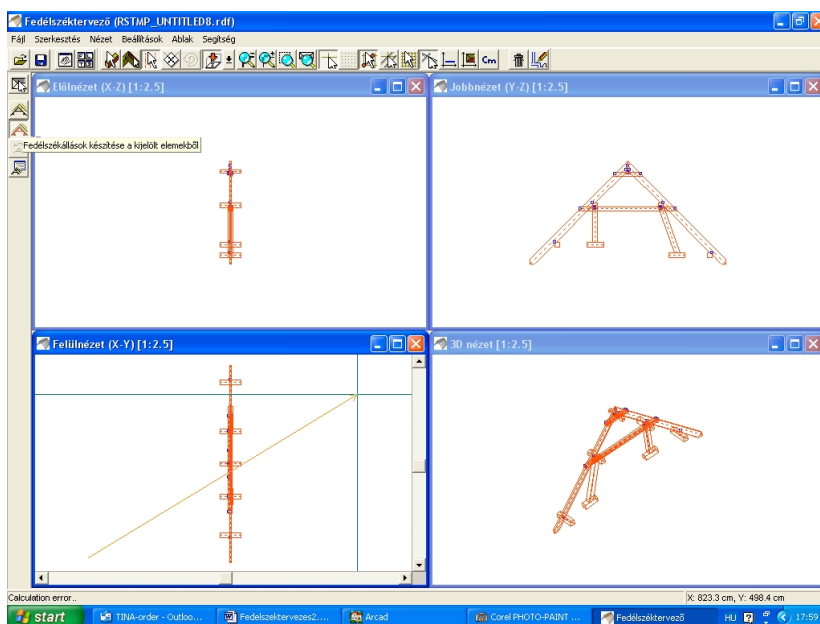 Fedélszéktervező (RSTMP_UNTITLED8.rdf)
Fájl Szerkesztés Nézet Beállítások Ablak Segítség
Cm
Előlnézet (X-Z) [1:2.5]
Jobbnézet (Y-Z) [1:2.5]
Fedélszékállások készítése a kijelölt elemekből
Felülnézet (X-Y) [1:2.5]
3D nézet [1:2.5]
Calculation error..
X: 823.3 cm, Y: 498.4 cm
start
TINA-order - Outloo...
Fedelszektervezes2....
Arcad
Corel PHOTO-PAINT ...
Fedélszéktervező
HU
17:59